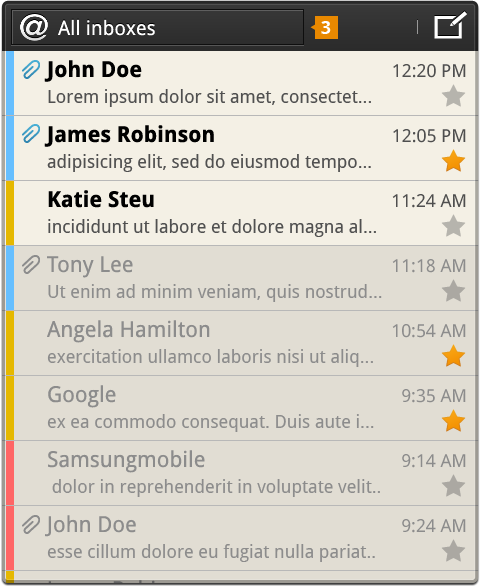 @ All inboxes 3
John Doe 12:20 PM
Lorem ipsum dolor sit amet, consectet...
James Robinson 12:05 PM
adipisicing elit, sed do eiusmod tempo...
Katie Steu 11:24 AM
incididunt ut labore et dolore magna al...
Tony Lee 11:18 AM
Ut enim ad minim veniam, quis nostrud...
Angela Hamilton 10:54 AM
exercitation ullamco laboris nisi ut aliq...
Google 9:35 AM
ex ea commodo consequat. Duis aute i...
Samsungmobile 9:14 AM
dolor in reprehenderit in voluptate velit..
John Doe 9:24 AM
esse cillum dolore eu fugiat nulla pariat..